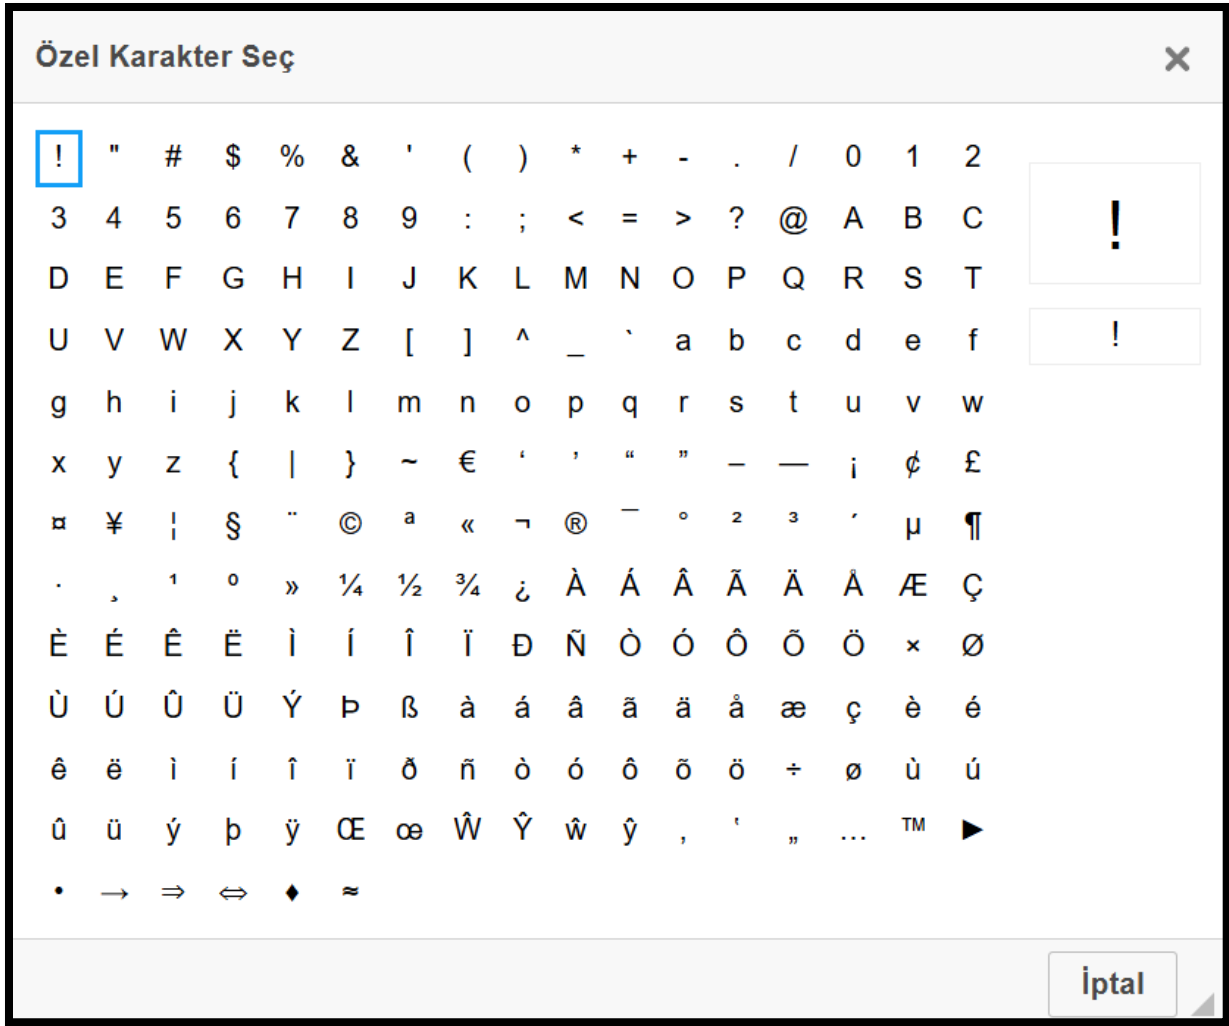 Özel Karakter Seç ×
! " # $ % & ' ( ) * + - . / 0 1 2
3 4 5 6 7 8 9 : ; < = > ? @ A B C
D E F G H I J K L M N O P Q R S T
U V W X Y Z [ ] ^ _ ` a b c d e f
g h i j k l m n o p q r s t u v w
x y z { | } ~ € ‘ ’ “ ” – — ¡ ¢ £
¤ ¥ ¦ § ¨ © ª « ¬ ® ¯ ° ² ³ ´ µ ¶
· ¸ ¹ º » ¼ ½ ¾ ¿ À Á Â Ã Ä Å Æ Ç
È É Ê Ë Ì Í Î Ï Ð Ñ Ò Ó Ô Õ Ö × Ø
Ù Ú Û Ü Ý Þ ß à á â ã ä å æ ç è é
ê ë ì í î ï ð ñ ò ó ô õ ö ÷ ø ù ú
û ü ý þ ÿ Œ œ Ŵ Ŷ ŵ ŷ ‚ ‛ „ … ™ ►
• → ⇒ ⇔ ♦ ≈
!
!
İptal